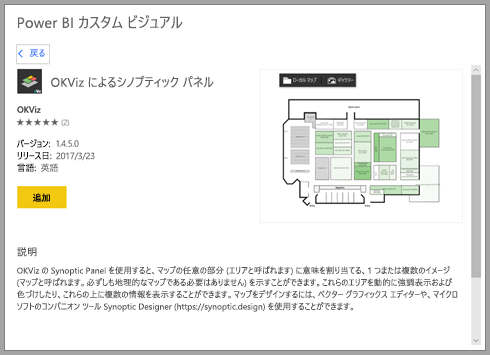 Power BI カスタム ビジュアル
戻る
OKViz によるシノプティック パネル
OKViz
★★★★★ (2)
バージョン: 1.4.5.0
リリース日: 2017/3/23
言語: 英語
追加
ローカル マップ
ギャラリー
説明
OKViz の Synoptic Panel を使用すると、マップの任意の部分 (エリアと呼ばれます) に意味を割り当てる、1 つまたは複数のイメージ
(マップと呼ばれます。必ずしも地理的なマップである必要はありません) を示すことができます。これらのエリアを動的に強調表示および
色づけしたり、これらの上に複数の情報を表示することができます。マップをデザインするには、ベクター グラフィックス エディターや、マイクロ
ソフトのコンパニオン ツール Synoptic Designer (https://synoptic.design) を使用することができます。